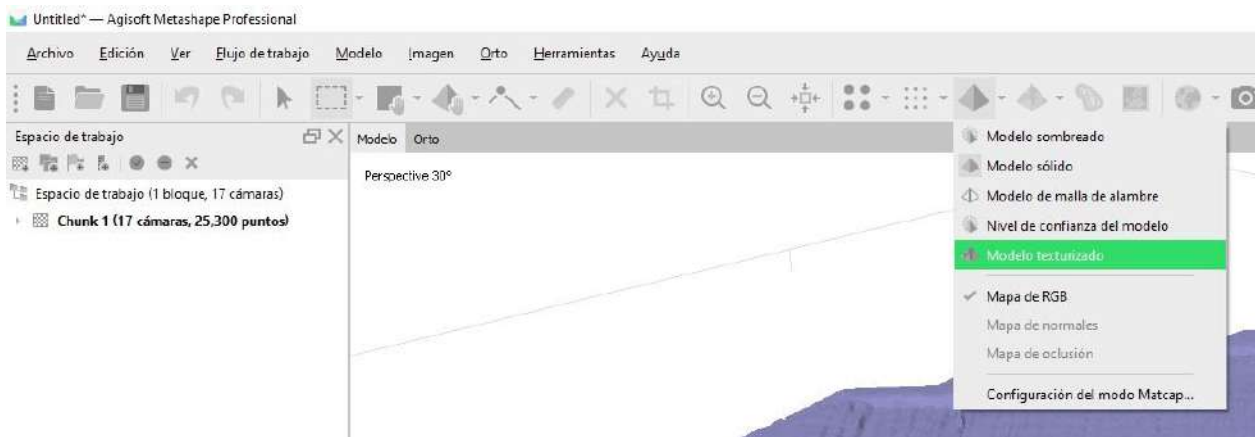 Untitled* — Agisoft Metashape Professional
Archivo Edición Ver Flujo de trabajo Modelo Imagen Orto Herramientas Ayuda
Espacio de trabajo
Modelo Orto
Espacio de trabajo (1 bloque, 17 cámaras)
Chunk 1 (17 cámaras, 25,300 puntos)
Perspective 30°
Modelo sombreado
Modelo sólido
Modelo de malla de alambre
Nivel de confianza del modelo
Modelo texturizado
Mapa de RGB
Mapa de normales
Mapa de oclusión
Configuración del modo Matcap...